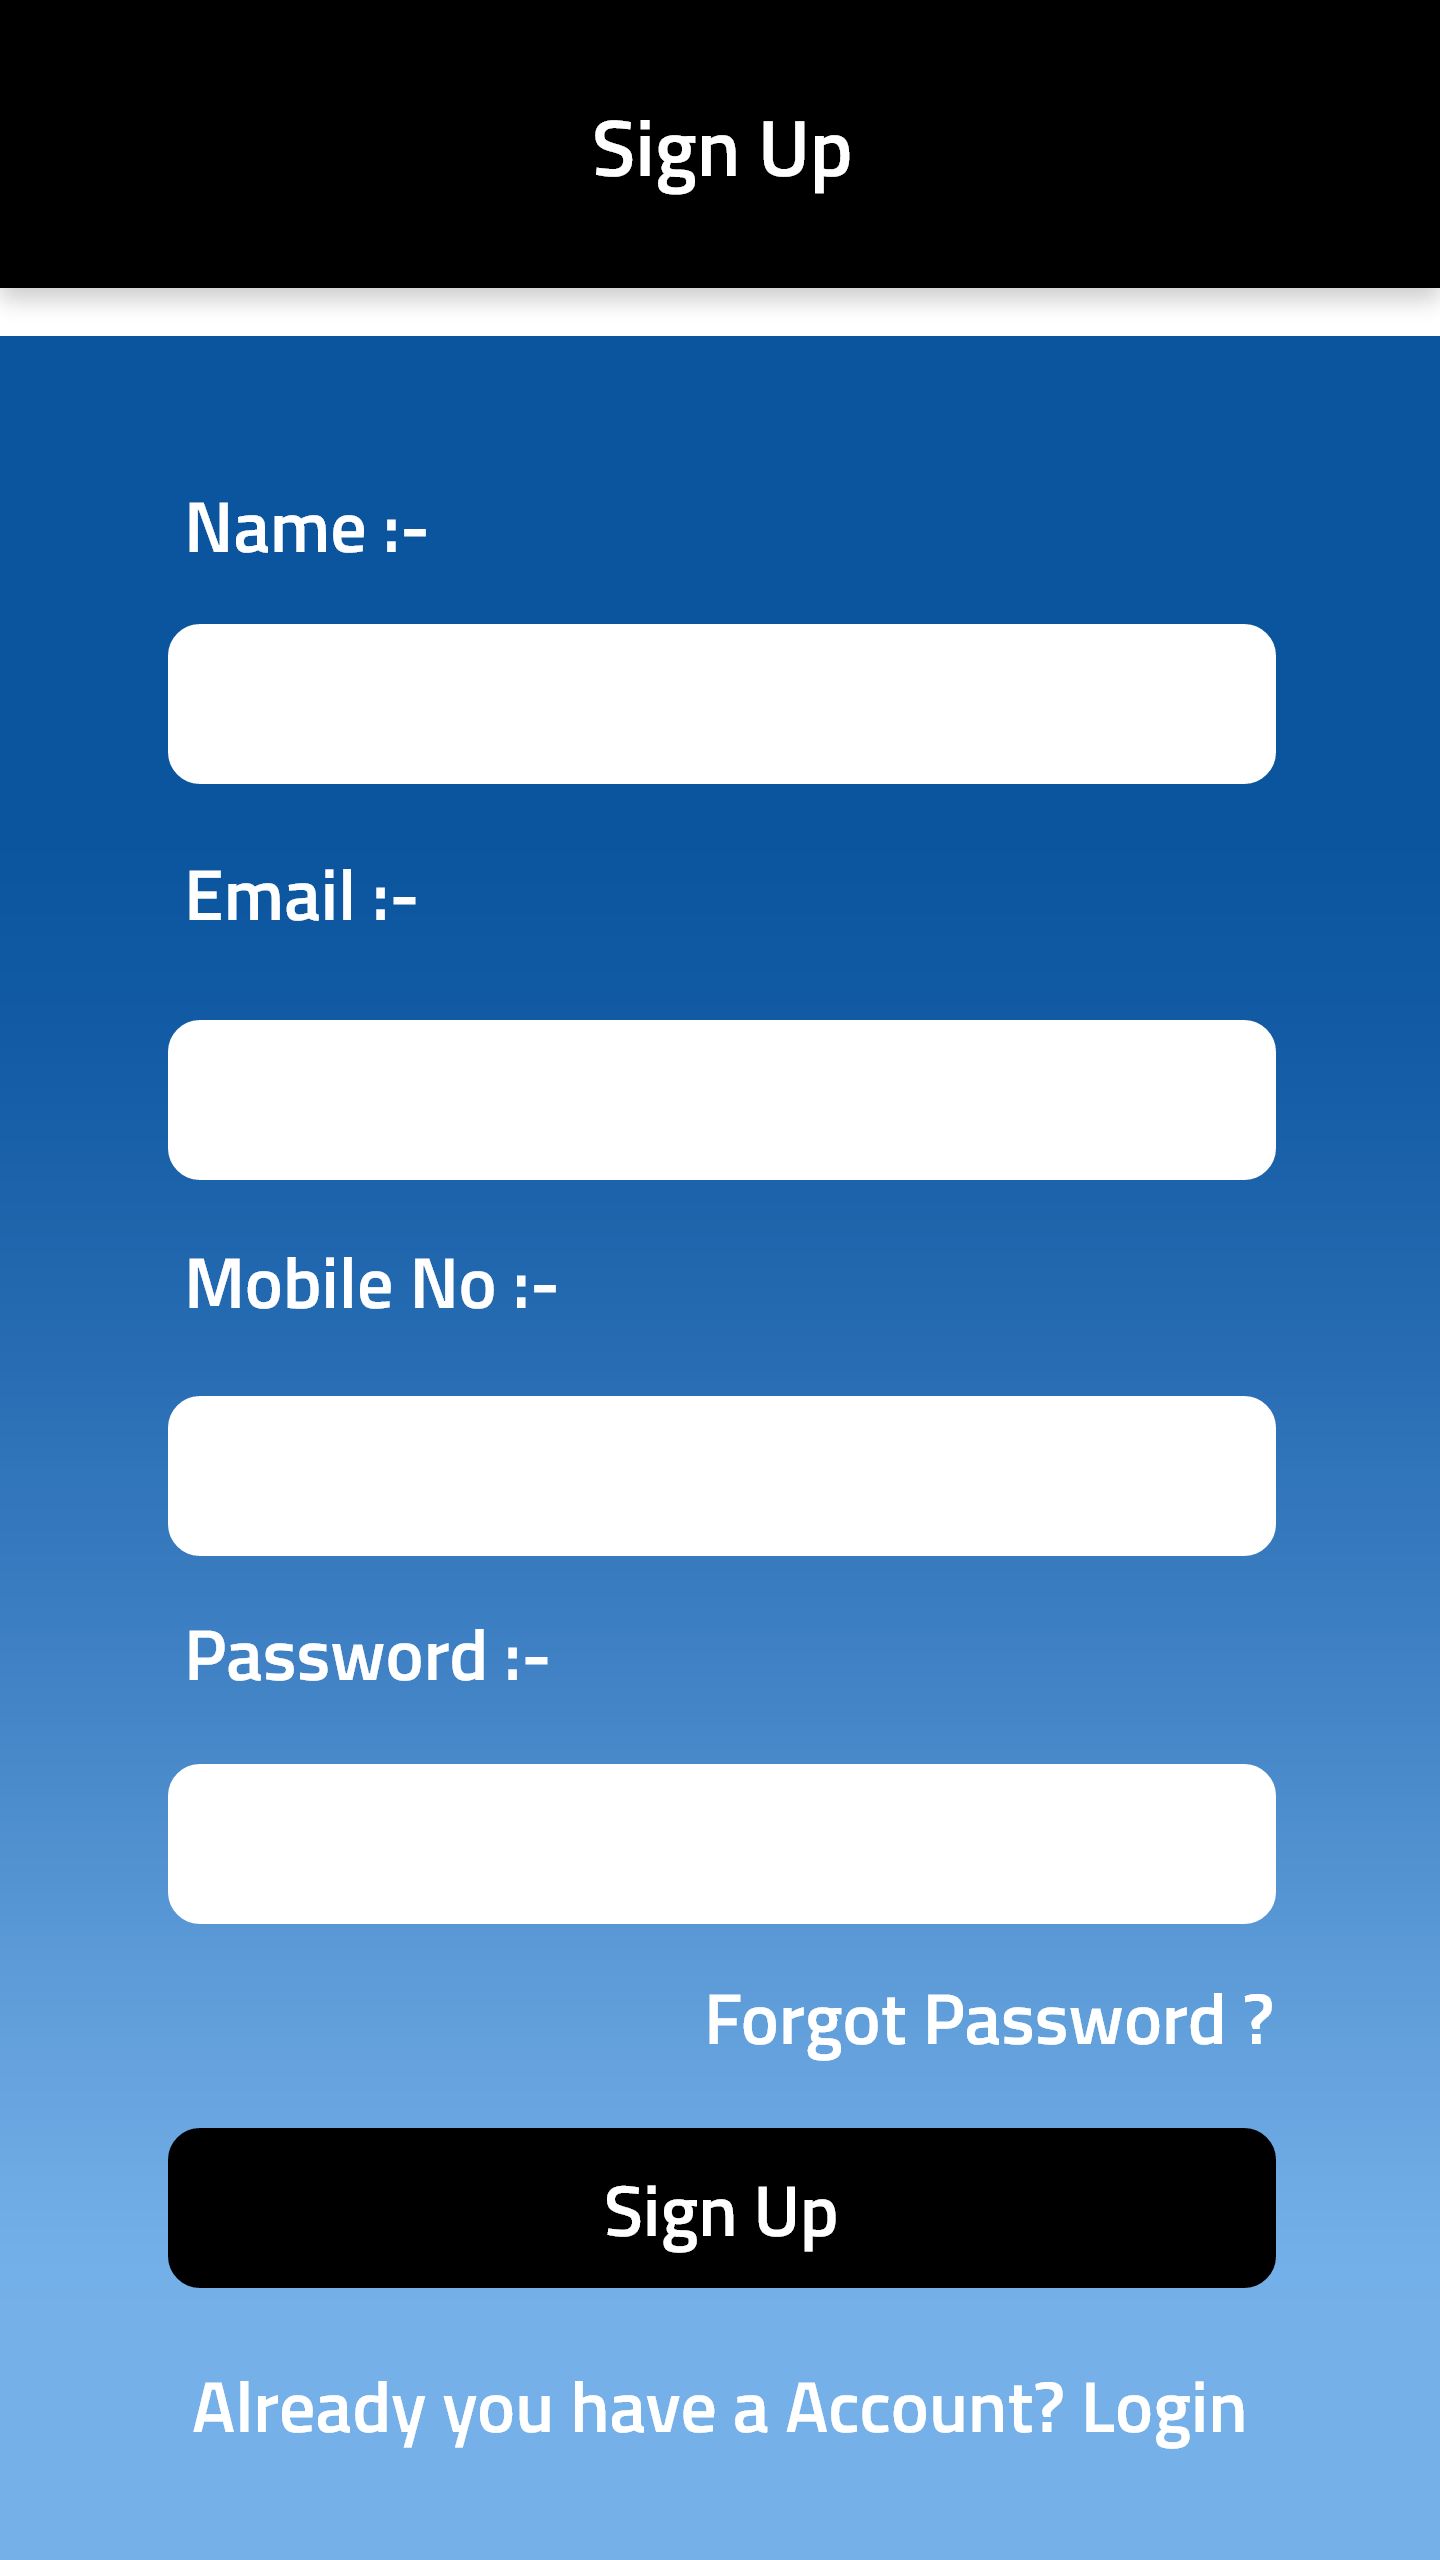 Sign Up
Name :-
Email :-
Mobile No :-
Password :-
Forgot Password ?
Sign Up
Already you have a Account? Login